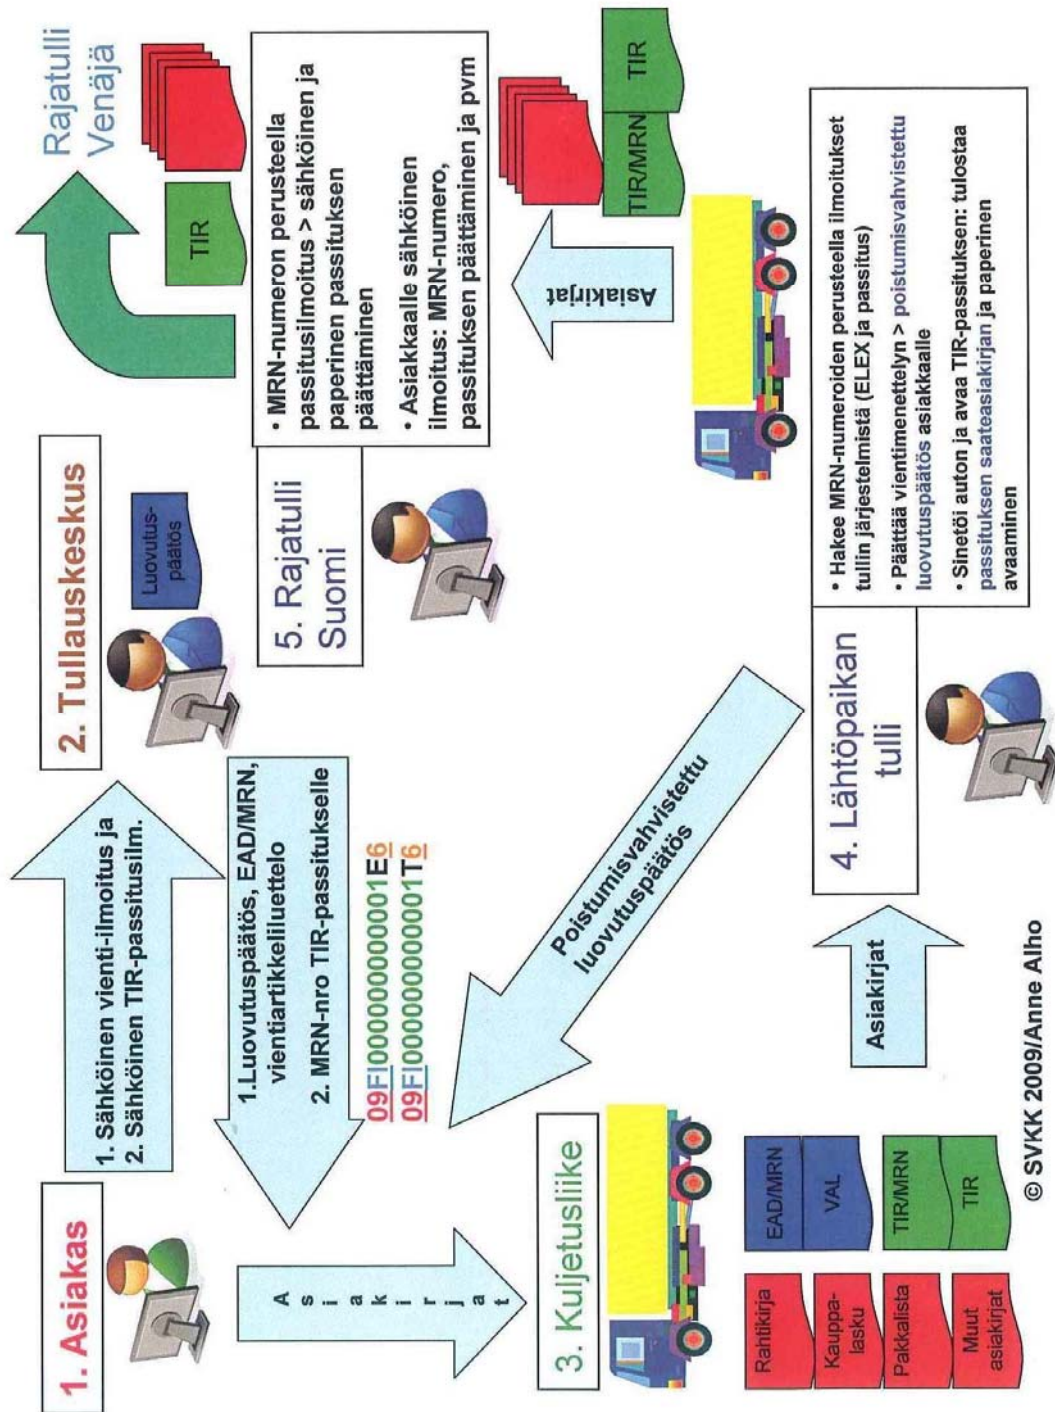 1. Asiakas
1. Sähköinen vienti-ilmoitus ja
2. Sähköinen TIR-passitusilm.
2. Tullauskeskus
Luovutus-
päätös
1.Luovutuspäätös, EAD/MRN,
vientiartikkeliluettelo
2. MRN-nro TIR-passitukselle
09FI000000000001E6
09FI000000000001T6
A
s
i
a
k
i
r
j
a
t
3. Kuljetusliike
Rahtikirja
Kauppa-
lasku
Pakkalista
Muut
asiakirjat
EAD/MRN
VAL
TIR/MRN
TIR
Asiakirjat
4. Lähtöpaikan
tulli
• Hakee MRN-numeroiden perusteella ilmoitukset
tullin järjestelmistä (ELEX ja passitus)
• Päättää vientimenettelyn > poistumisvahvistettu
luovutuspäätös asiakkaalle
• Sinetöi auton ja avaa TIR-passituksen: tulostaa
passituksen saateasiakirjan ja paperinen
avaaminen
Poistumisvahvistettu
luovutuspäätös
Asiakirjat
TIR/MRN
TIR
5. Rajatulli
Suomi
• MRN-numeron perusteella
passitusilmoitus > sähköinen ja
paperinen passituksen
päättäminen
• Asiakkaalle sähköinen
ilmoitus: MRN-numero,
passituksen päättäminen ja pvm
TIR
Rajatulli
Venäjä
© SVKK 2009/Anne Alho